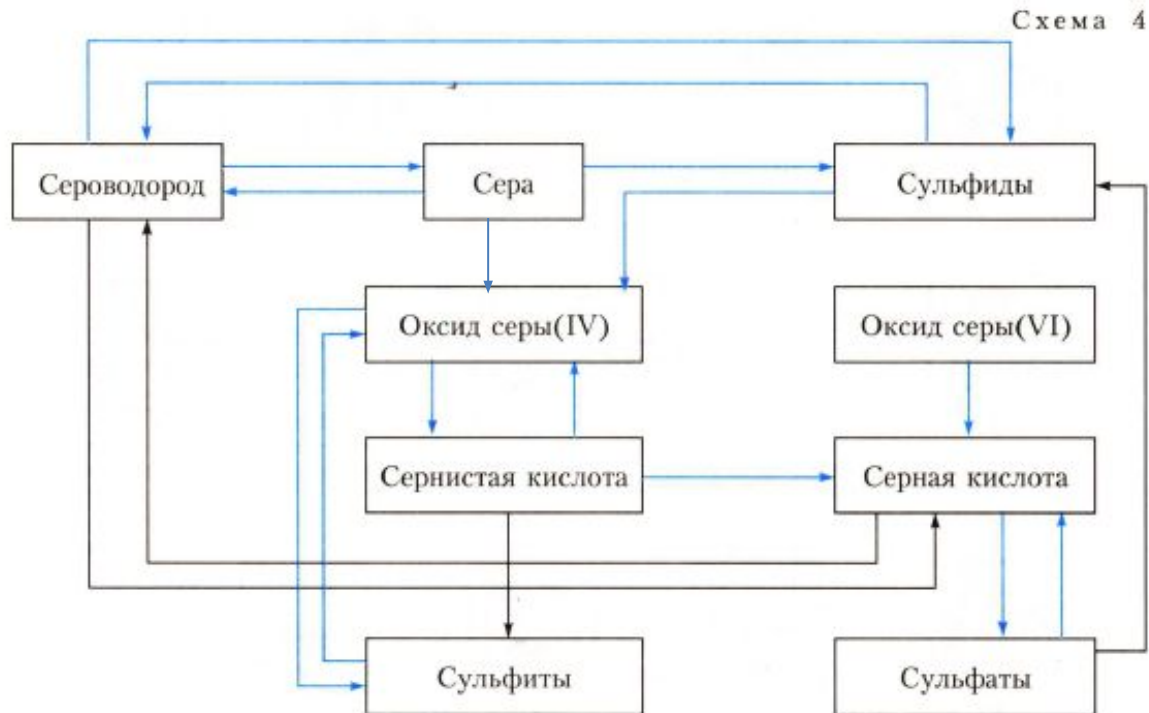 Схема 4
Сероводород
Сера
Сульфиды
Оксид серы(IV)
Оксид серы(VI)
Сернистая кислота
Серная кислота
Сульфиты
Сульфаты